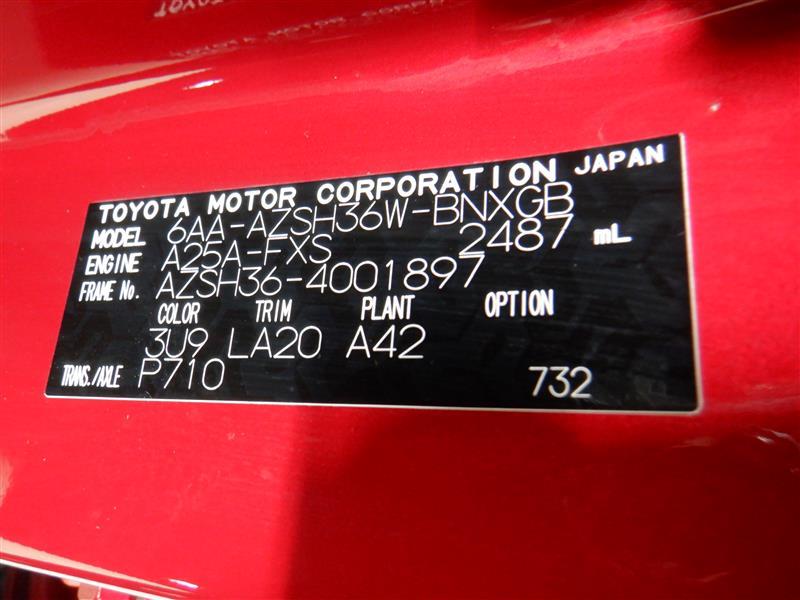 TOYOTA MOTOR CORPORATION JAPAN
MODEL 6AA-AZSH36W-BNXGB
ENGINE A25A-FXS 2487 mL
FRAME No. AZSH36-4001897
COLOR TRIM PLANT OPTION
3U9 LA20 A42
TRANS./AXLE P710 732